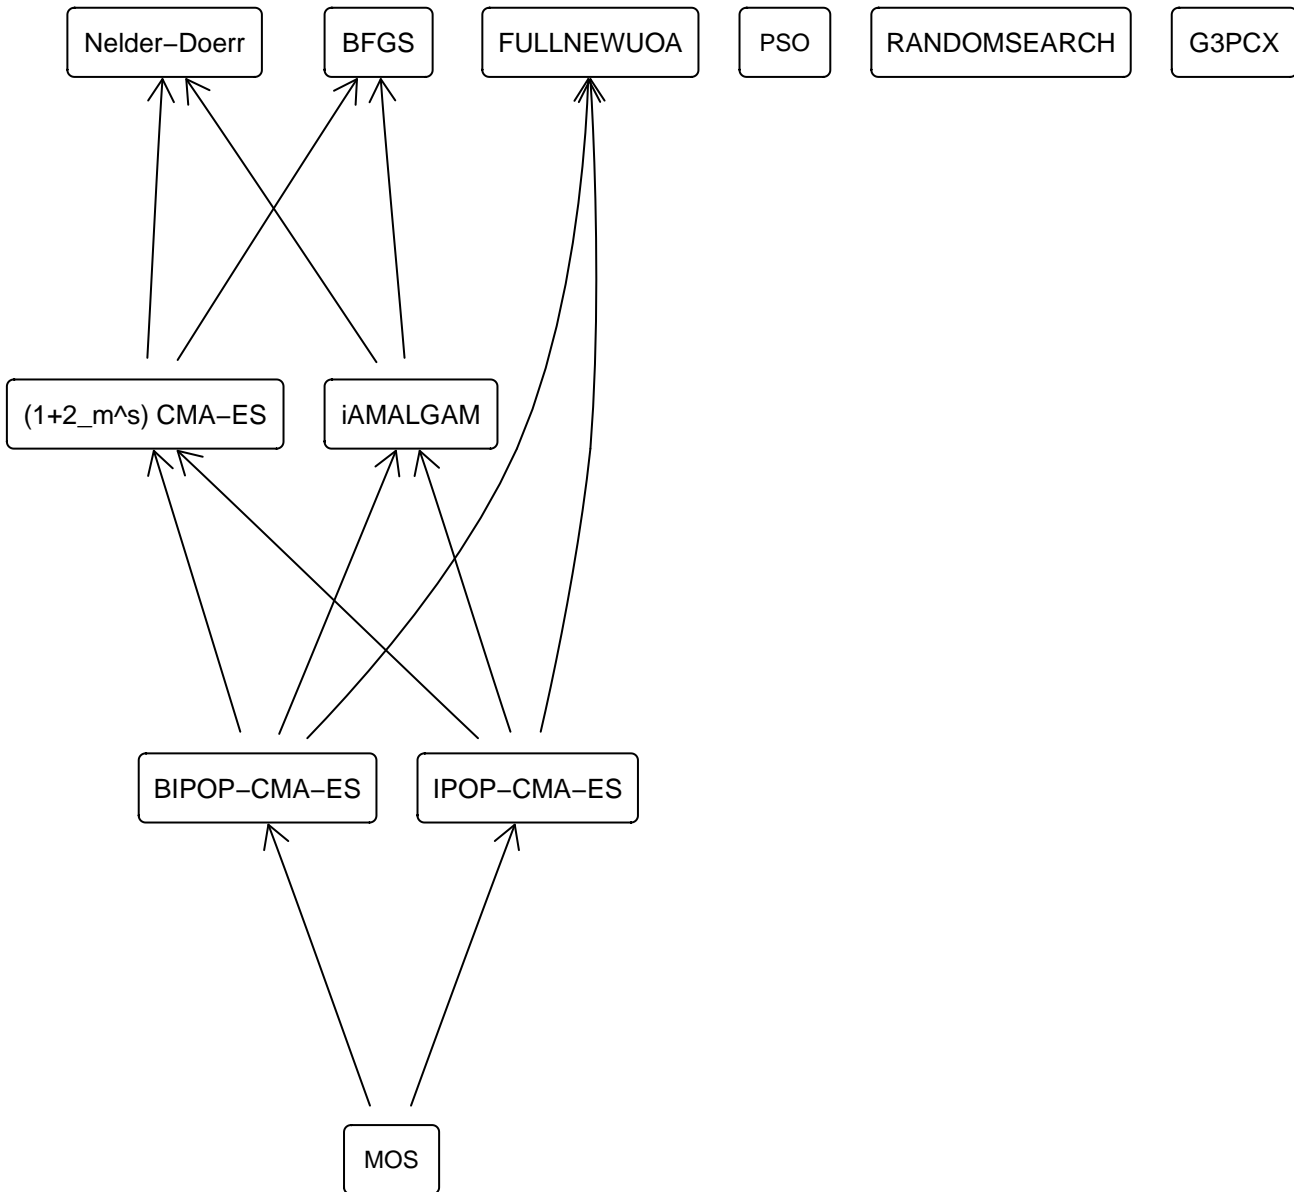 Nelder−Doerr
BFGS
FULLNEWUOA
PSO
RANDOMSEARCH
G3PCX
(1+2_m^s) CMA−ES
iAMALGAM
BIPOP−CMA−ES
IPOP−CMA−ES
MOS